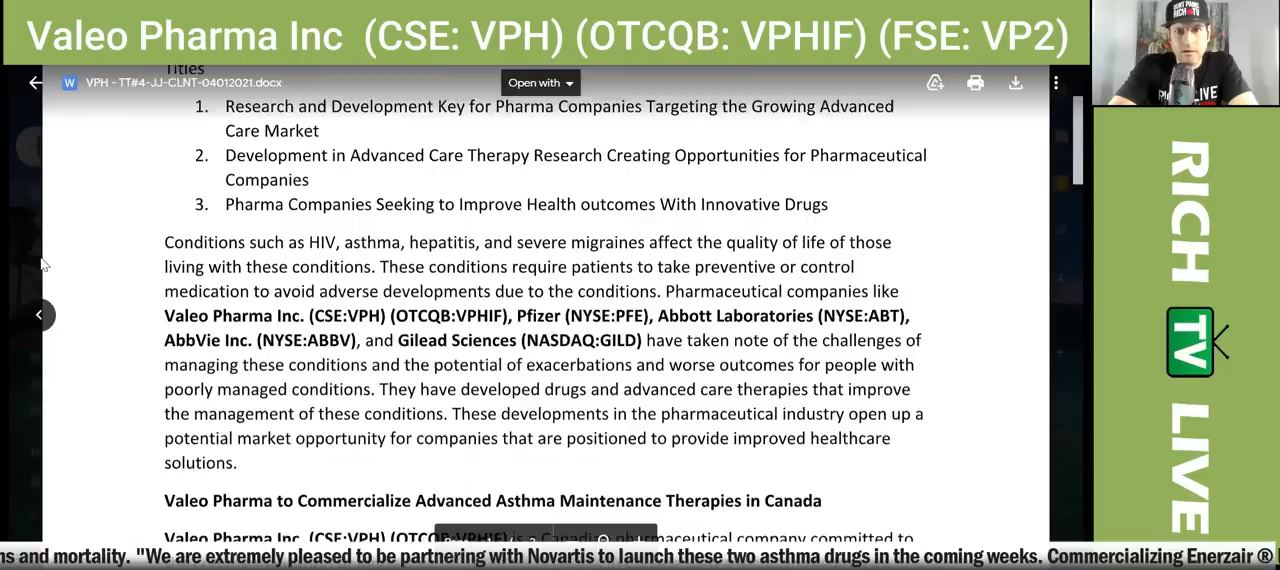 Valeo Pharma Inc (CSE: VPH) (OTCQB: VPHIF) (FSE: VP2)
Titles
W VPH - TT#4-JJ-CLNT-04012021.docx
Open with
1. Research and Development Key for Pharma Companies Targeting the Growing Advanced
Care Market
2. Development in Advanced Care Therapy Research Creating Opportunities for Pharmaceutical
Companies
3. Pharma Companies Seeking to Improve Health outcomes With Innovative Drugs
Conditions such as HIV, asthma, hepatitis, and severe migraines affect the quality of life of those
living with these conditions. These conditions require patients to take preventive or control
medication to avoid adverse developments due to the conditions. Pharmaceutical companies like
Valeo Pharma Inc. (CSE:VPH) (OTCQB:VPHIF), Pfizer (NYSE:PFE), Abbott Laboratories (NYSE:ABT),
AbbVie Inc. (NYSE:ABBV), and Gilead Sciences (NASDAQ:GILD) have taken note of the challenges of
managing these conditions and the potential of exacerbations and worse outcomes for people with
poorly managed conditions. They have developed drugs and advanced care therapies that improve
the management of these conditions. These developments in the pharmaceutical industry open up a
potential market opportunity for companies that are positioned to provide improved healthcare
solutions.
Valeo Pharma to Commercialize Advanced Asthma Maintenance Therapies in Canada
Valeo Pharma Inc. (CSE:VPH) (OTCQB:VPHIF) is a Canadian pharmaceutical company committed to
ns and mortality. "We are extremely pleased to be partnering with Novartis to launch these two asthma drugs in the coming weeks. Commercializing Enerzair ®
RICH
TV
LIVE